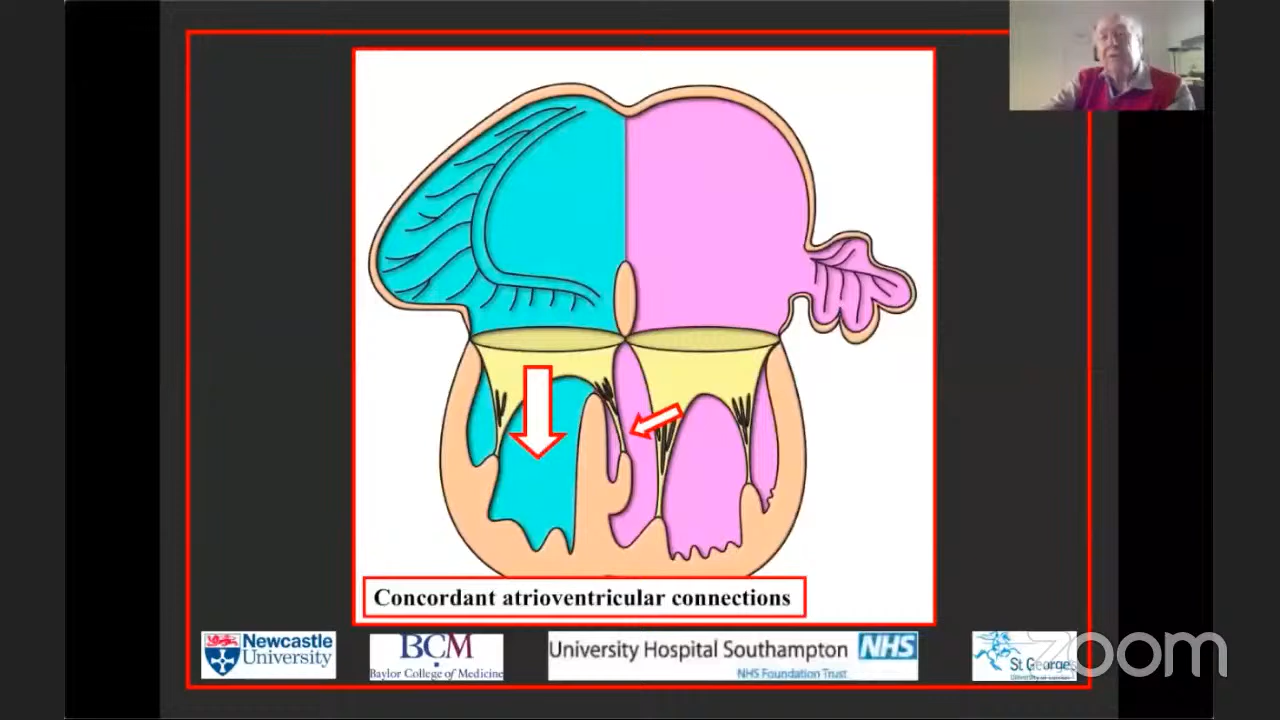 Concordant atrioventricular connections
Newcastle
University
BCM
Baylor College of Medicine
University Hospital Southampton NHS
NHS Foundation Trust
St George's
zoom